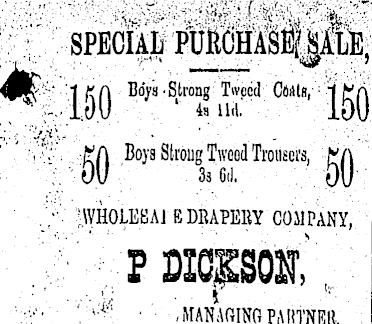 SPECIAL PURCHASE SALE,
150 Boys Strong Tweed Coats, 150
4s 11d.
50 Boys Strong Tweed Trousers, 50
3s 6d.
WHOLESALE DRAPERY COMPANY,
P DICKSON,
MANAGING PARTNER.